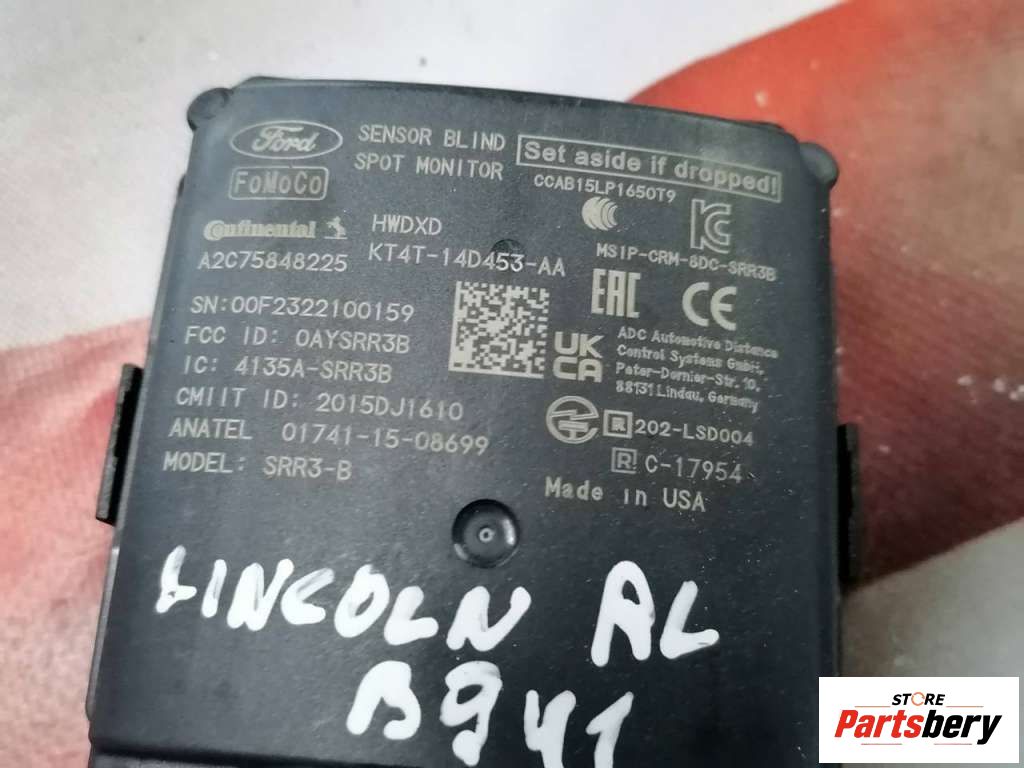 Ford
SENSOR BLIND
SPOT MONITOR
Set aside if dropped!
FoMoCo
CCAB15LP1650T9
Continental
HWDXD
A2C75848225
KT4T-14D453-AA
MSIP-CRM-8DC-SRR3B
SN:00F2322100159
FCC ID: OAYSRR3B
IC: 4135A-SRR3B
CMIIT ID: 2015DJ1610
ANATEL 01741-15-08699
MODEL: SRR3-B
EAC
CE
UK
CA
ADC Automotive Distance
Control Systems GmbH,
Peter-Dornier-Str. 10,
88131 Lindau, Germany
R 202-LSD004
R C-17954
Made in USA
LINCOLN AL
B941
STORE
Partsbery